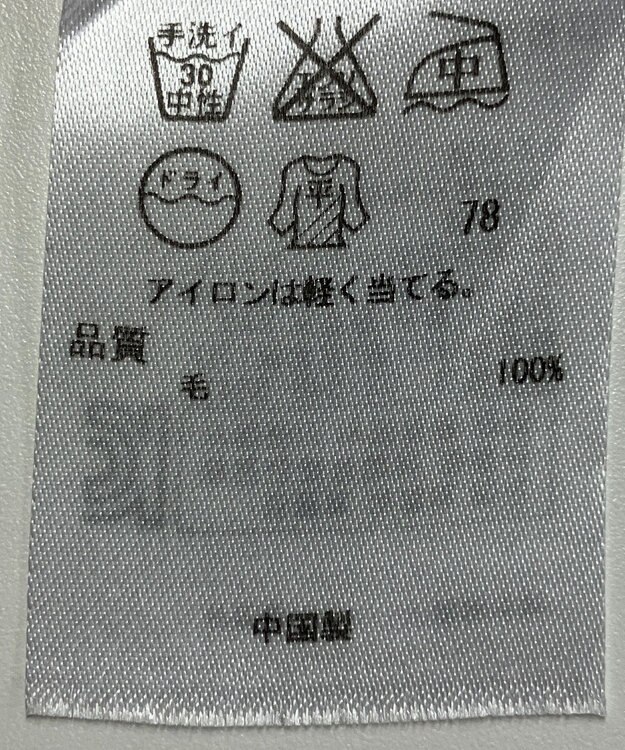 手洗イ
30
中性
エンソ
サラシ
中
ドライ
平
78
アイロンは軽く当てる。
品質
毛 100%
中国製